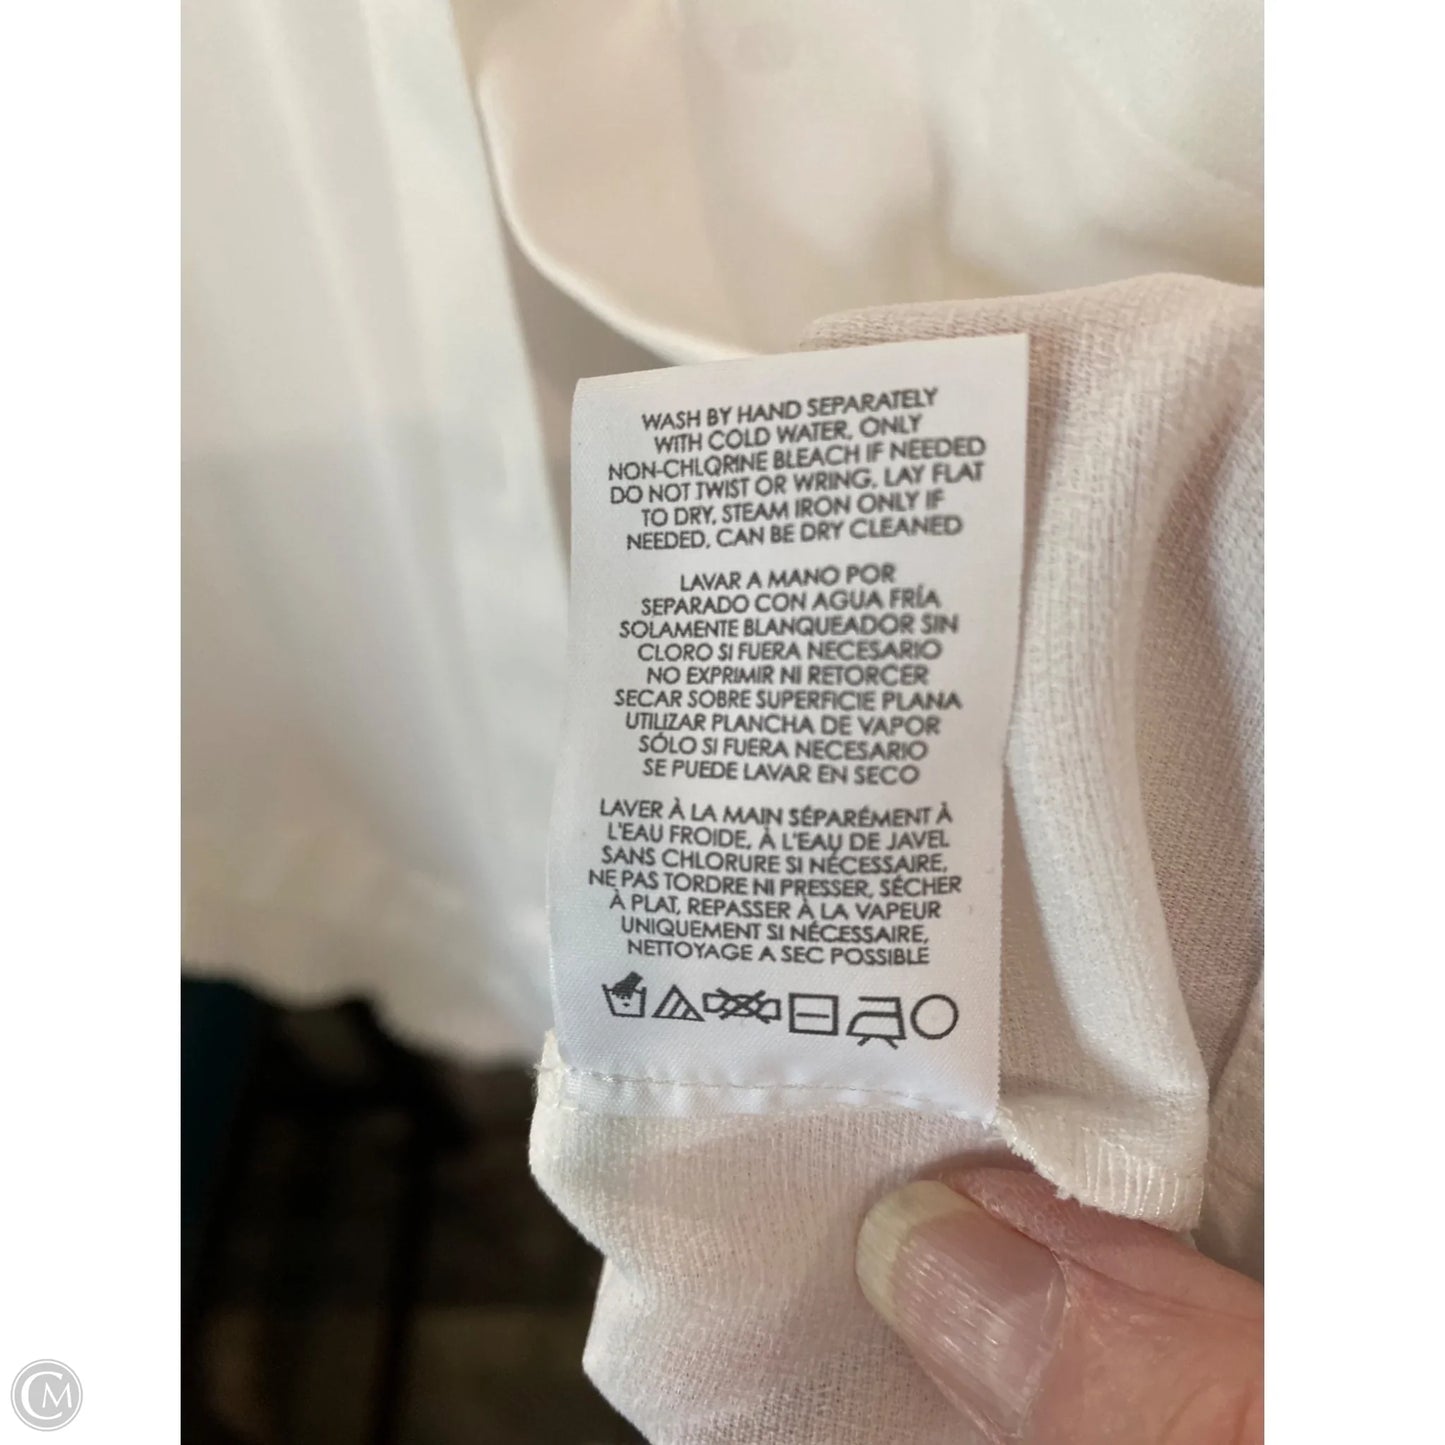 WASH BY HAND SEPARATELY
WITH COLD WATER, ONLY
NON-CHLORINE BLEACH IF NEEDED
DO NOT TWIST OR WRING, LAY FLAT
TO DRY, STEAM IRON ONLY IF
NEEDED, CAN BE DRY CLEANED
LAVAR A MANO POR
SEPARADO CON AGUA FRÍA
SOLAMENTE BLANQUEADOR SIN
CLORO SI FUERA NECESARIO
NO EXPRIMIR NI RETORCER
SECAR SOBRE SUPERFICIE PLANA
UTILIZAR PLANCHA DE VAPOR
SÓLO SI FUERA NECESARIO
SE PUEDE LAVAR EN SECO
LAVER À LA MAIN SÉPARÉMENT À
L'EAU FROIDE, À L'EAU DE JAVEL
SANS CHLORURE SI NÉCESSAIRE,
NE PAS TORDRE NI PRESSER, SÉCHER
À PLAT, REPASSER À LA VAPEUR
UNIQUEMENT SI NÉCESSAIRE,
NETTOYAGE A SEC POSSIBLE
CM